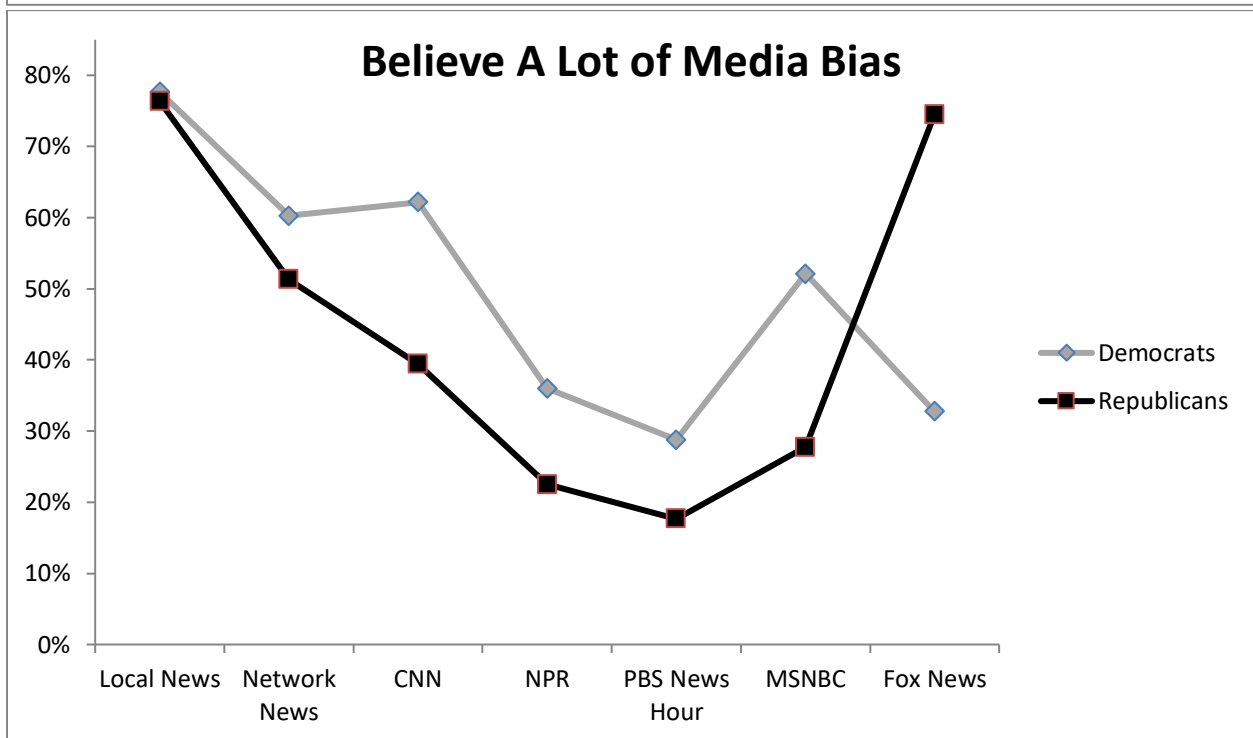 Believe A Lot of Media Bias
80%
70%
60%
50%
40%
30%
20%
10%
0%
Local News
Network
News
CNN
NPR
PBS News
Hour
MSNBC
Fox News
Democrats
Republicans